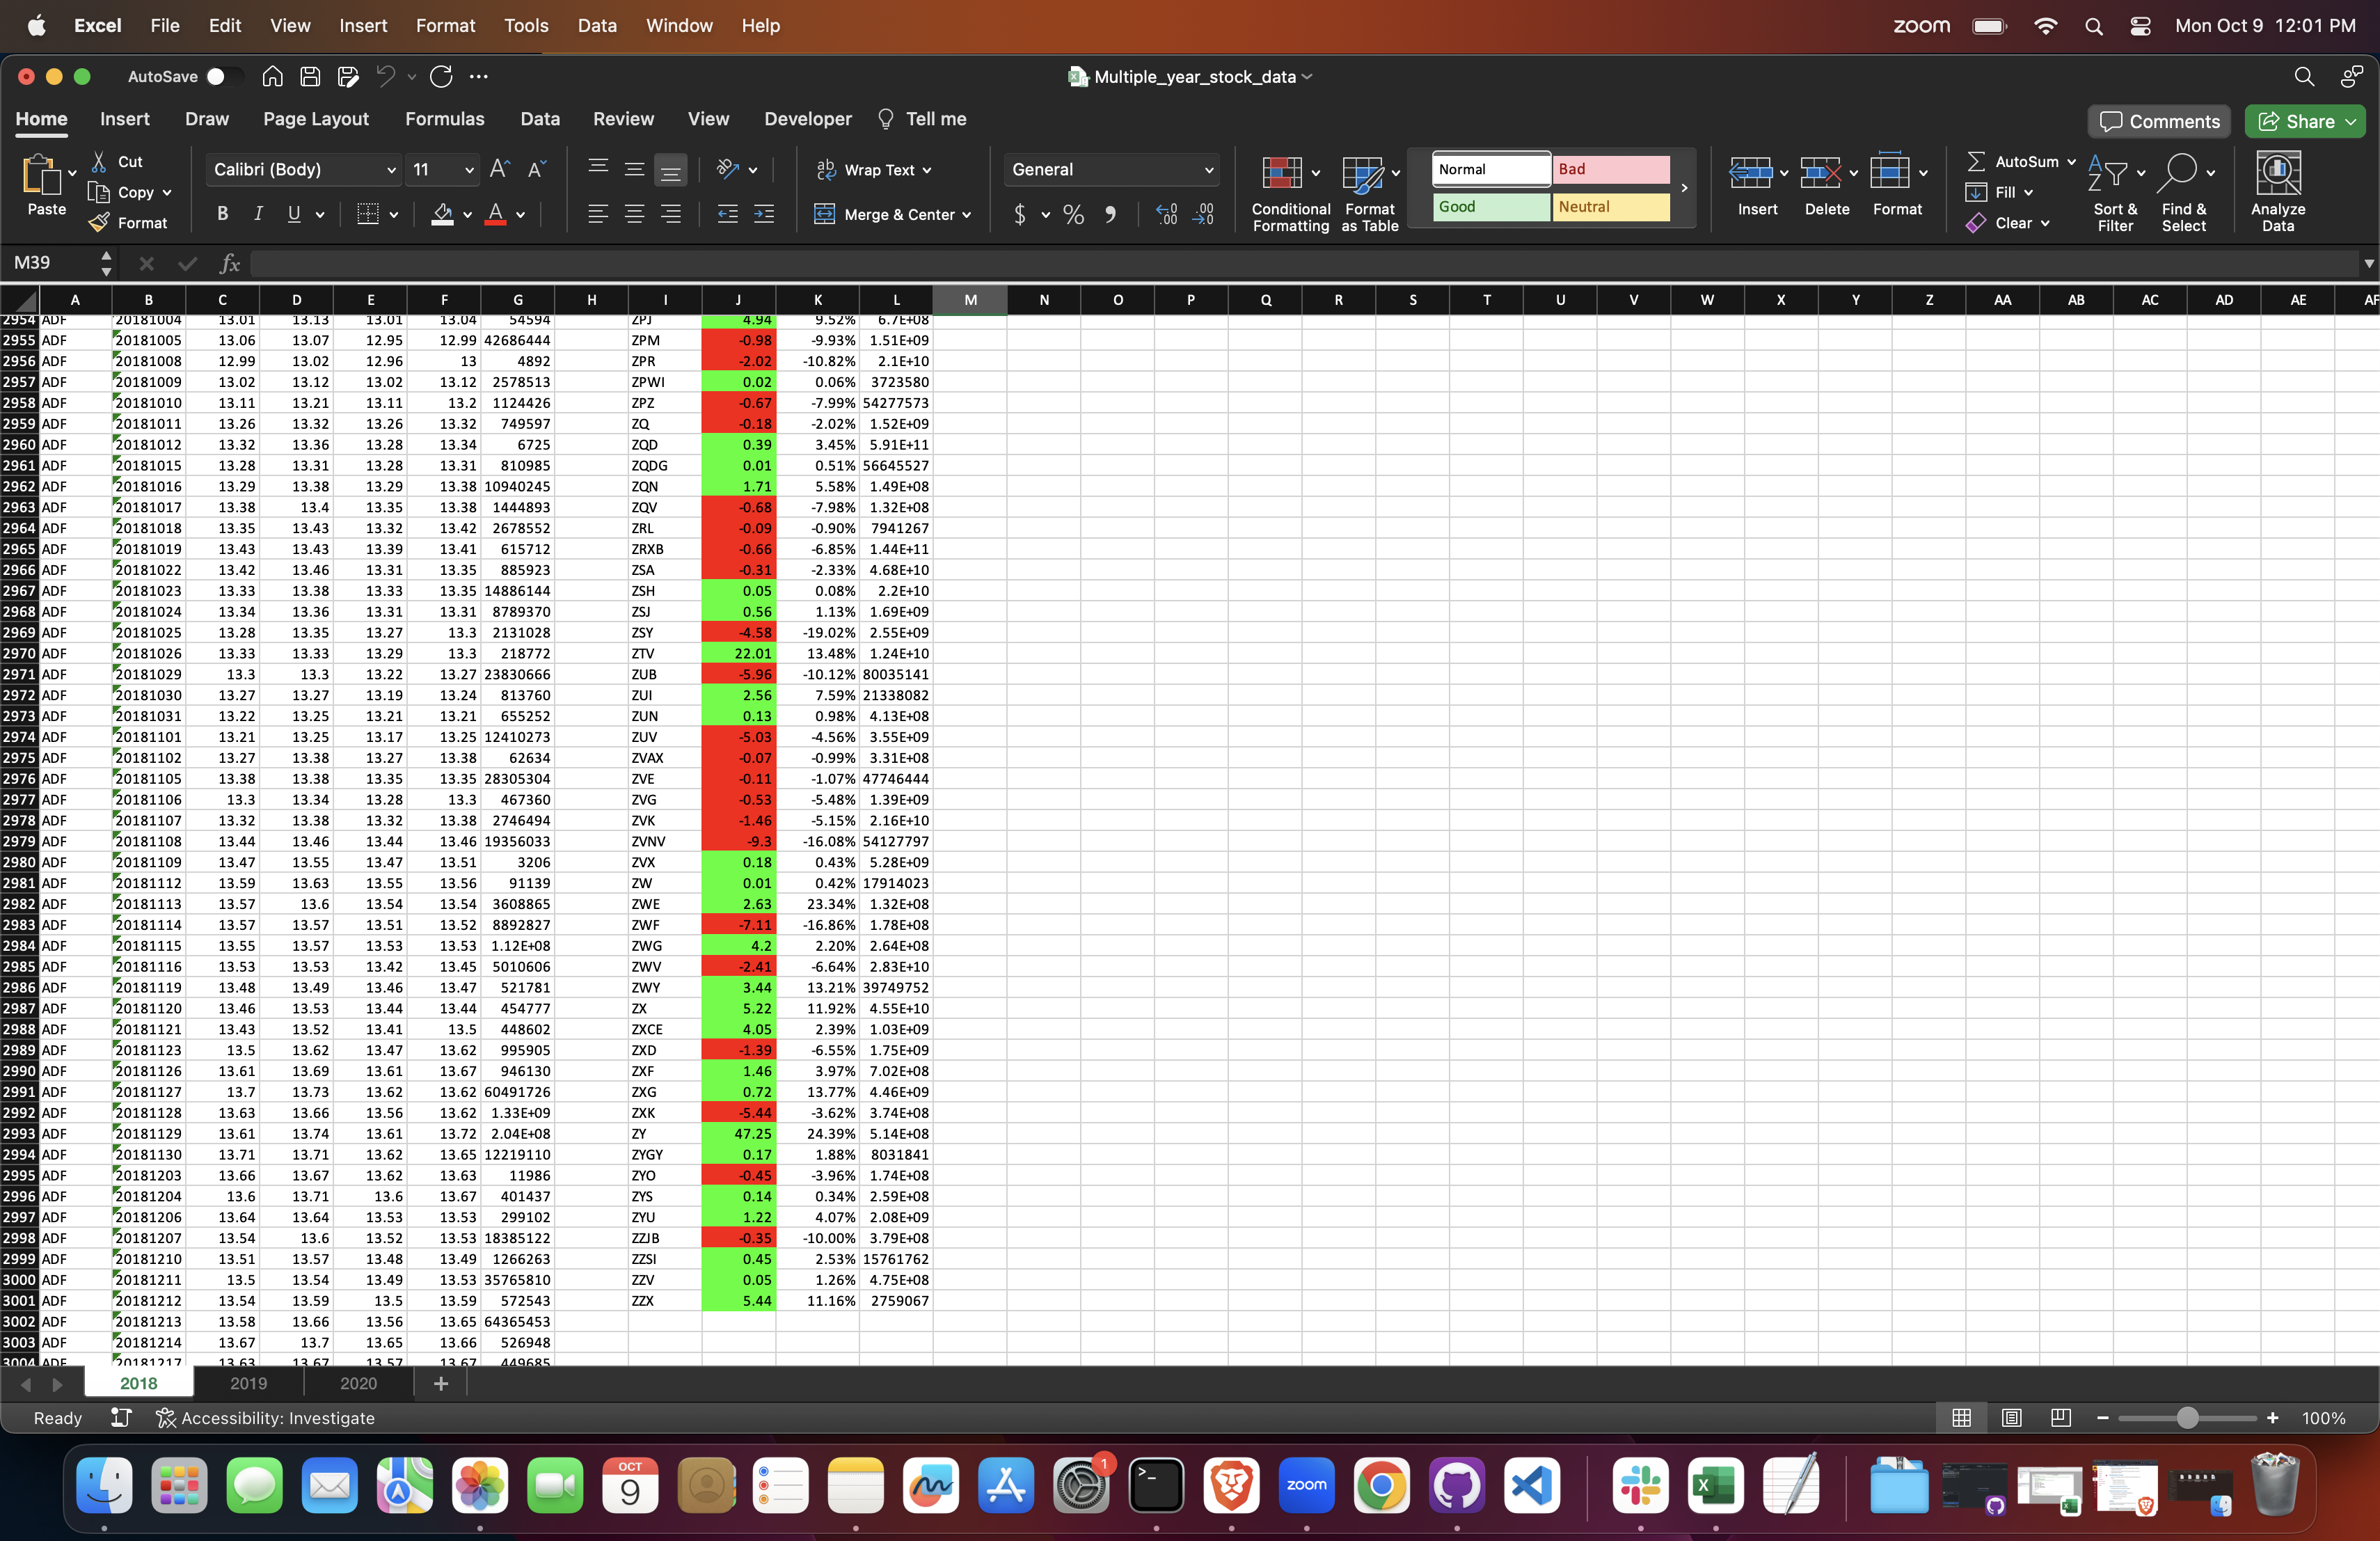 Excel File Edit View Insert Format Tools Data Window Help zoom Mon Oct 9 12:01 PM
AutoSave Multiple_year_stock_data
Home Insert Draw Page Layout Formulas Data Review View Developer Tell me Comments Share
Cut Calibri (Body) 11 A A Wrap Text General Normal Bad AutoSum
Paste Copy Conditional Formatting Format as Table Insert Delete Format Fill Sort & Filter Find & Select Analyze Data
Format B I U A Merge & Center $ % Good Neutral Clear
M39 fx
A B C D E F G H I J K L M N O P Q R S T U V W X Y Z AA AB AC AD AE AF
2954 ADF 20181004 13.01 13.13 13.01 13.04 54594 ZPJ 4.94 9.52% 6.7E+08
2955 ADF 20181005 13.06 13.07 12.95 12.99 42686444 ZPM -0.98 -9.93% 1.51E+09
2956 ADF 20181008 12.99 13.02 12.96 13 4892 ZPR -2.02 -10.82% 2.1E+10
2957 ADF 20181009 13.02 13.12 13.02 13.12 2578513 ZPWI 0.02 0.06% 3723580
2958 ADF 20181010 13.11 13.21 13.11 13.2 1124426 ZPZ -0.67 -7.99% 54277573
2959 ADF 20181011 13.26 13.32 13.26 13.32 749597 ZQ -0.18 -2.02% 1.52E+09
2960 ADF 20181012 13.32 13.36 13.28 13.34 6725 ZQD 0.39 3.45% 5.91E+11
2961 ADF 20181015 13.28 13.31 13.28 13.31 810985 ZQDG 0.01 0.51% 56645527
2962 ADF 20181016 13.29 13.38 13.29 13.38 10940245 ZQN 1.71 5.58% 1.49E+08
2963 ADF 20181017 13.38 13.4 13.35 13.38 1444893 ZQV -0.68 -7.98% 1.32E+08
2964 ADF 20181018 13.35 13.43 13.32 13.42 2678552 ZRL -0.09 -0.90% 7941267
2965 ADF 20181019 13.43 13.43 13.39 13.41 615712 ZRXB -0.66 -6.85% 1.44E+11
2966 ADF 20181022 13.42 13.46 13.31 13.35 885923 ZSA -0.31 -2.33% 4.68E+10
2967 ADF 20181023 13.33 13.38 13.33 13.35 14886144 ZSH 0.05 0.08% 2.2E+10
2968 ADF 20181024 13.34 13.36 13.31 13.31 8789370 ZSJ 0.56 1.13% 1.69E+09
2969 ADF 20181025 13.28 13.35 13.27 13.3 2131028 ZSY -4.58 -19.02% 2.55E+09
2970 ADF 20181026 13.33 13.33 13.29 13.3 218772 ZTV 22.01 13.48% 1.24E+10
2971 ADF 20181029 13.3 13.3 13.22 13.27 23830666 ZUB -5.96 -10.12% 80035141
2972 ADF 20181030 13.27 13.27 13.19 13.24 813760 ZUI 2.56 7.59% 21338082
2973 ADF 20181031 13.22 13.25 13.21 13.21 655252 ZUN 0.13 0.98% 4.13E+08
2974 ADF 20181101 13.21 13.25 13.17 13.25 12410273 ZUV -5.03 -4.56% 3.55E+09
2975 ADF 20181102 13.27 13.38 13.27 13.38 62634 ZVAX -0.07 -0.99% 3.31E+08
2976 ADF 20181105 13.38 13.38 13.35 13.35 28305304 ZVE -0.11 -1.07% 47746444
2977 ADF 20181106 13.3 13.34 13.28 13.3 467360 ZVG -0.53 -5.48% 1.39E+09
2978 ADF 20181107 13.32 13.38 13.32 13.38 2746494 ZVK -1.46 -5.15% 2.16E+10
2979 ADF 20181108 13.44 13.46 13.44 13.46 19356033 ZVNV -9.3 -16.08% 54127797
2980 ADF 20181109 13.47 13.55 13.47 13.51 3206 ZVX 0.18 0.43% 5.28E+09
2981 ADF 20181112 13.59 13.63 13.55 13.56 91139 ZW 0.01 0.42% 17914023
2982 ADF 20181113 13.57 13.6 13.54 13.54 3608865 ZWE 2.63 23.34% 1.32E+08
2983 ADF 20181114 13.57 13.57 13.51 13.52 8892827 ZWF -7.11 -16.86% 1.78E+08
2984 ADF 20181115 13.55 13.57 13.53 13.53 1.12E+08 ZWG 4.2 2.20% 2.64E+08
2985 ADF 20181116 13.53 13.53 13.42 13.45 5010606 ZWV -2.41 -6.64% 2.83E+10
2986 ADF 20181119 13.48 13.49 13.46 13.47 521781 ZWY 3.44 13.21% 39749752
2987 ADF 20181120 13.46 13.53 13.44 13.44 454777 ZX 5.22 11.92% 4.55E+10
2988 ADF 20181121 13.43 13.52 13.41 13.5 448602 ZXCE 4.05 2.39% 1.03E+09
2989 ADF 20181123 13.5 13.62 13.47 13.62 995905 ZXD -1.39 -6.55% 1.75E+09
2990 ADF 20181126 13.61 13.69 13.61 13.67 946130 ZXF 1.46 3.97% 7.02E+08
2991 ADF 20181127 13.7 13.73 13.62 13.62 60491726 ZXG 0.72 13.77% 4.46E+09
2992 ADF 20181128 13.63 13.66 13.56 13.62 1.33E+09 ZXK -5.44 -3.62% 3.74E+08
2993 ADF 20181129 13.61 13.74 13.61 13.72 2.04E+08 ZY 47.25 24.39% 5.14E+08
2994 ADF 20181130 13.71 13.71 13.62 13.65 12219110 ZYGY 0.17 1.88% 8031841
2995 ADF 20181203 13.66 13.67 13.62 13.63 11986 ZYO -0.45 -3.96% 1.74E+08
2996 ADF 20181204 13.6 13.71 13.6 13.67 401437 ZYS 0.14 0.34% 2.59E+08
2997 ADF 20181206 13.64 13.64 13.53 13.53 299102 ZYU 1.22 4.07% 2.08E+09
2998 ADF 20181207 13.54 13.6 13.52 13.53 18385122 ZZJB -0.35 -10.00% 3.79E+08
2999 ADF 20181210 13.51 13.57 13.48 13.49 1266263 ZZSI 0.45 2.53% 15761762
3000 ADF 20181211 13.5 13.54 13.49 13.53 35765810 ZZV 0.05 1.26% 4.75E+08
3001 ADF 20181212 13.54 13.59 13.5 13.59 572543 ZZX 5.44 11.16% 2759067
3002 ADF 20181213 13.58 13.66 13.56 13.65 64365453
3003 ADF 20181214 13.67 13.7 13.65 13.66 526948
3004 ADF 20181217 13.63 13.67 13.57 13.67 449685
2018 2019 2020 +
Ready Accessibility: Investigate 100%
OCT 9 1 zoom